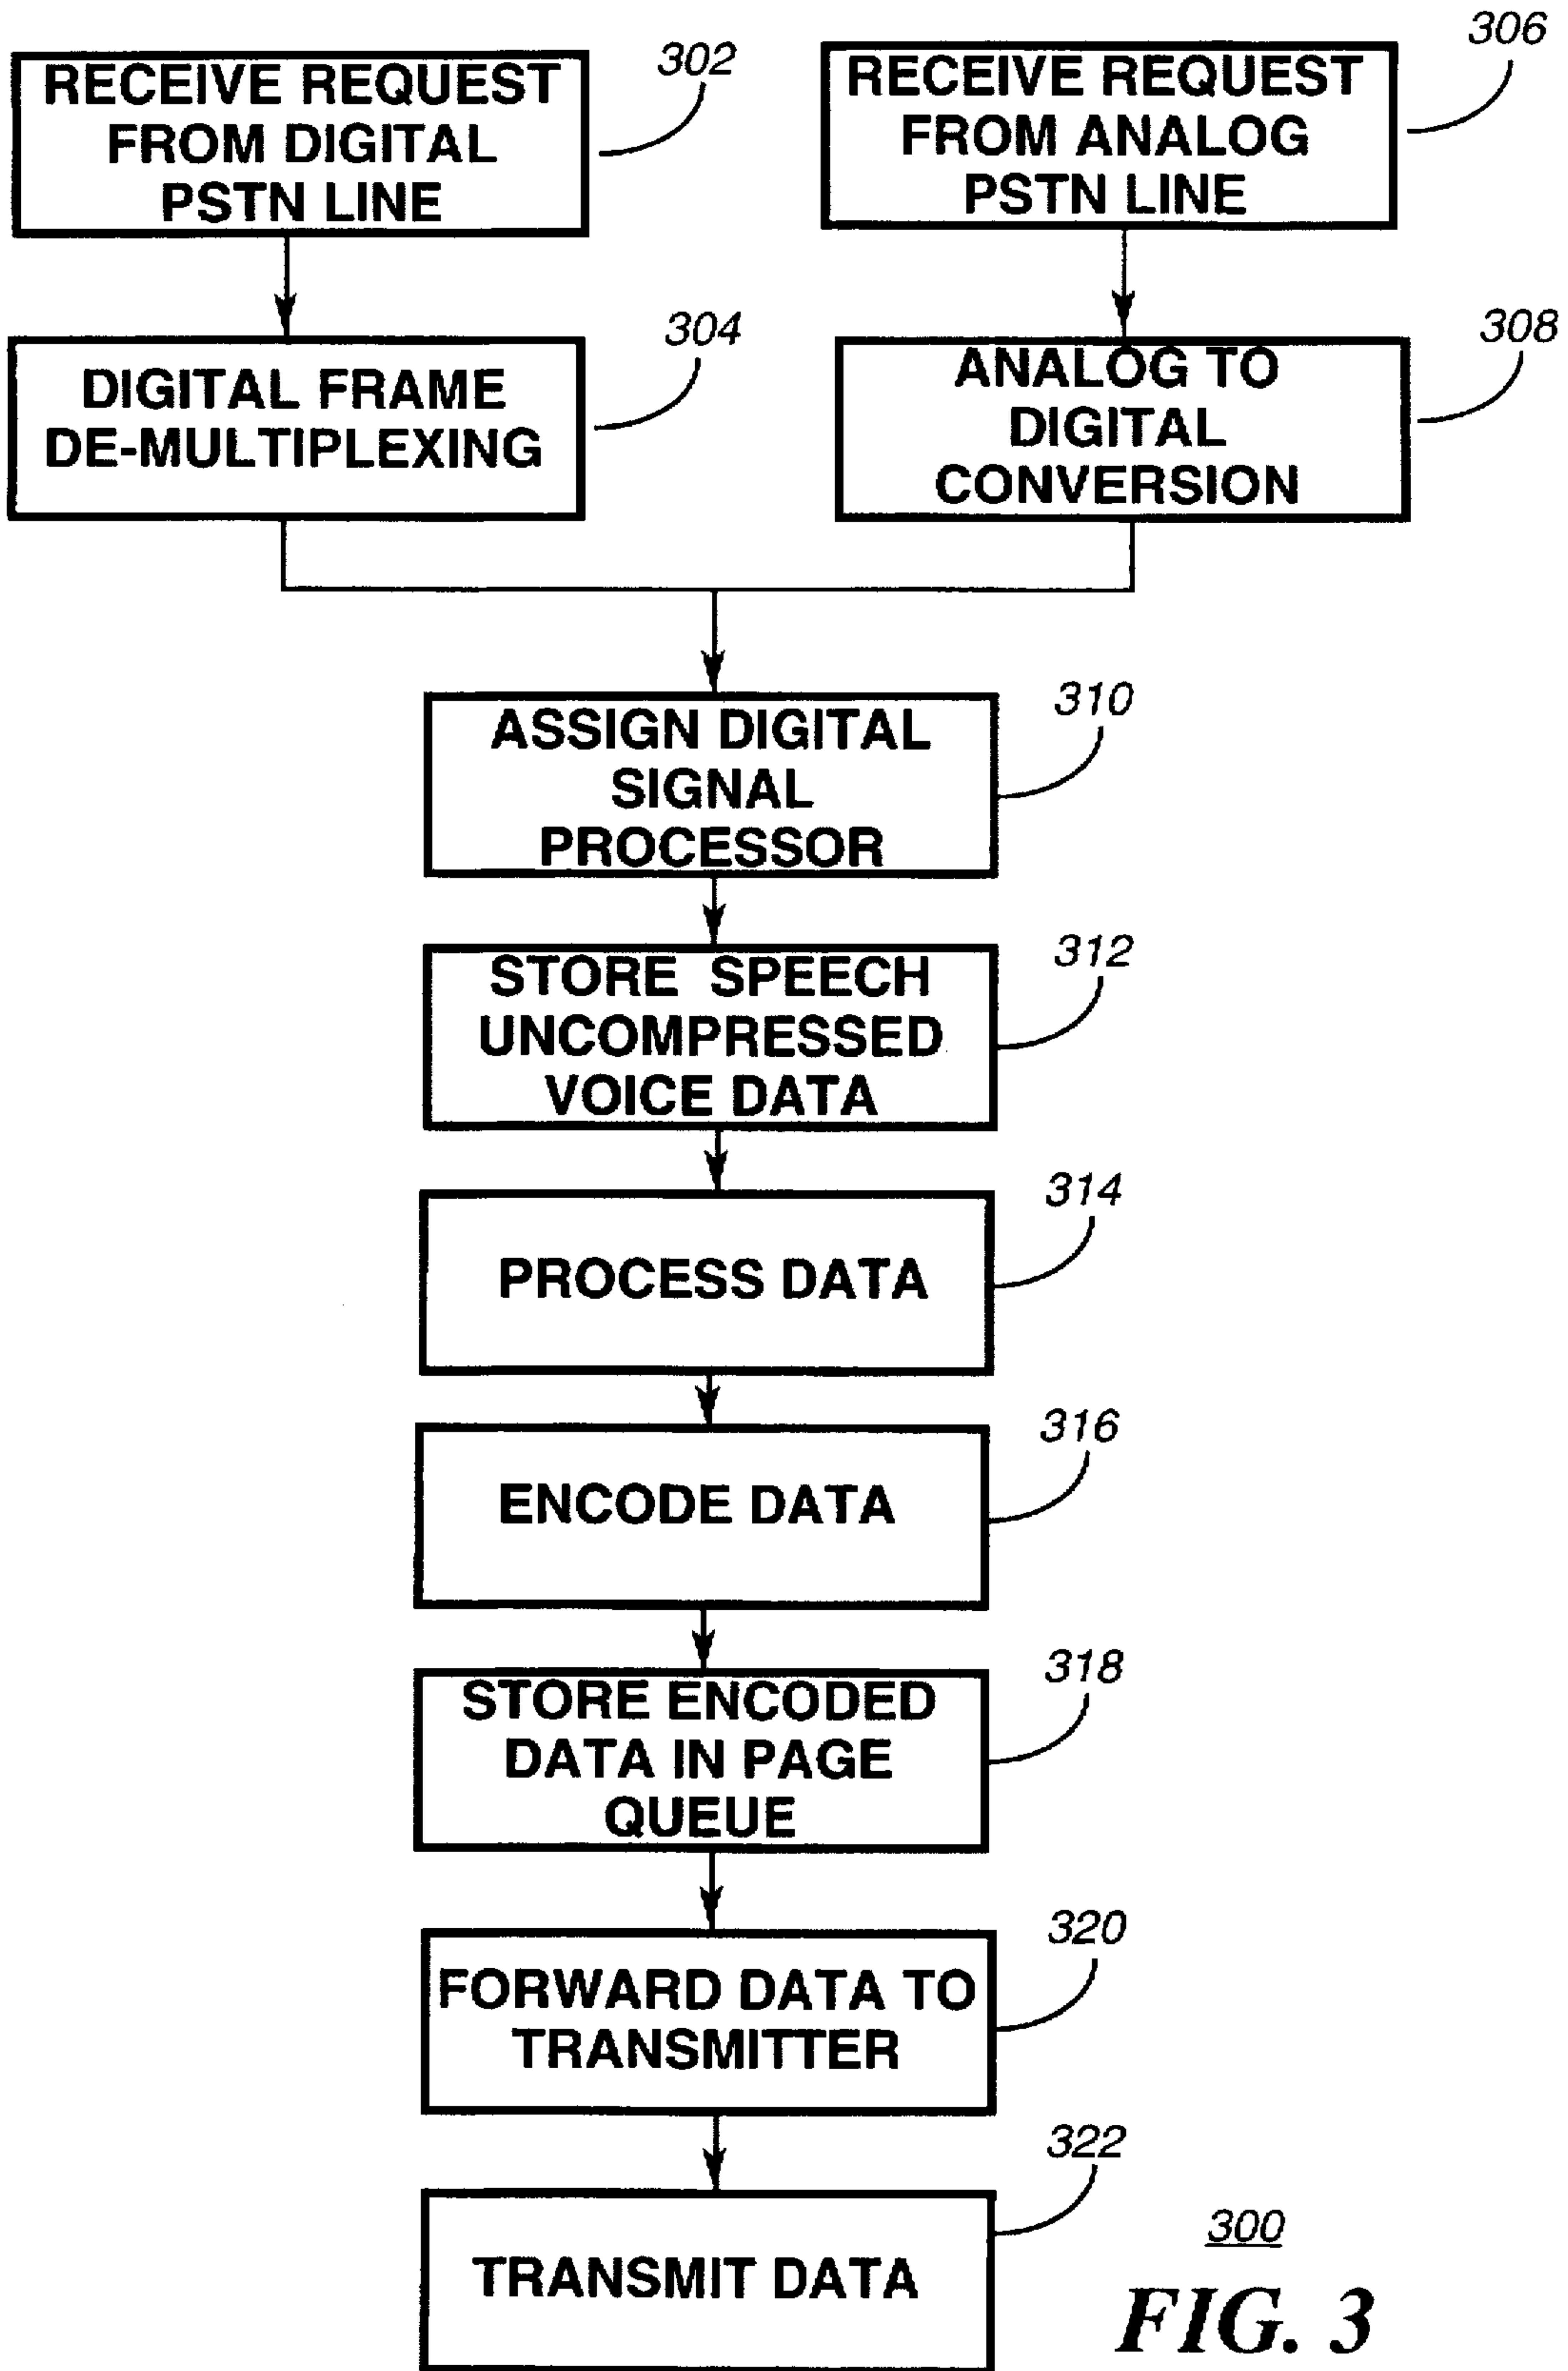 RECEIVE REQUEST
FROM DIGITAL
PSTN LINE
302
RECEIVE REQUEST
FROM ANALOG
PSTN LINE
306
DIGITAL FRAME
DE-MULTIPLEXING
304
ANALOG TO
DIGITAL
CONVERSION
308
ASSIGN DIGITAL
SIGNAL
PROCESSOR
310
STORE SPEECH
UNCOMPRESSED
VOICE DATA
312
PROCESS DATA
314
ENCODE DATA
316
STORE ENCODED
DATA IN PAGE
QUEUE
318
FORWARD DATA TO
TRANSMITTER
320
TRANSMIT DATA
322
300
FIG. 3